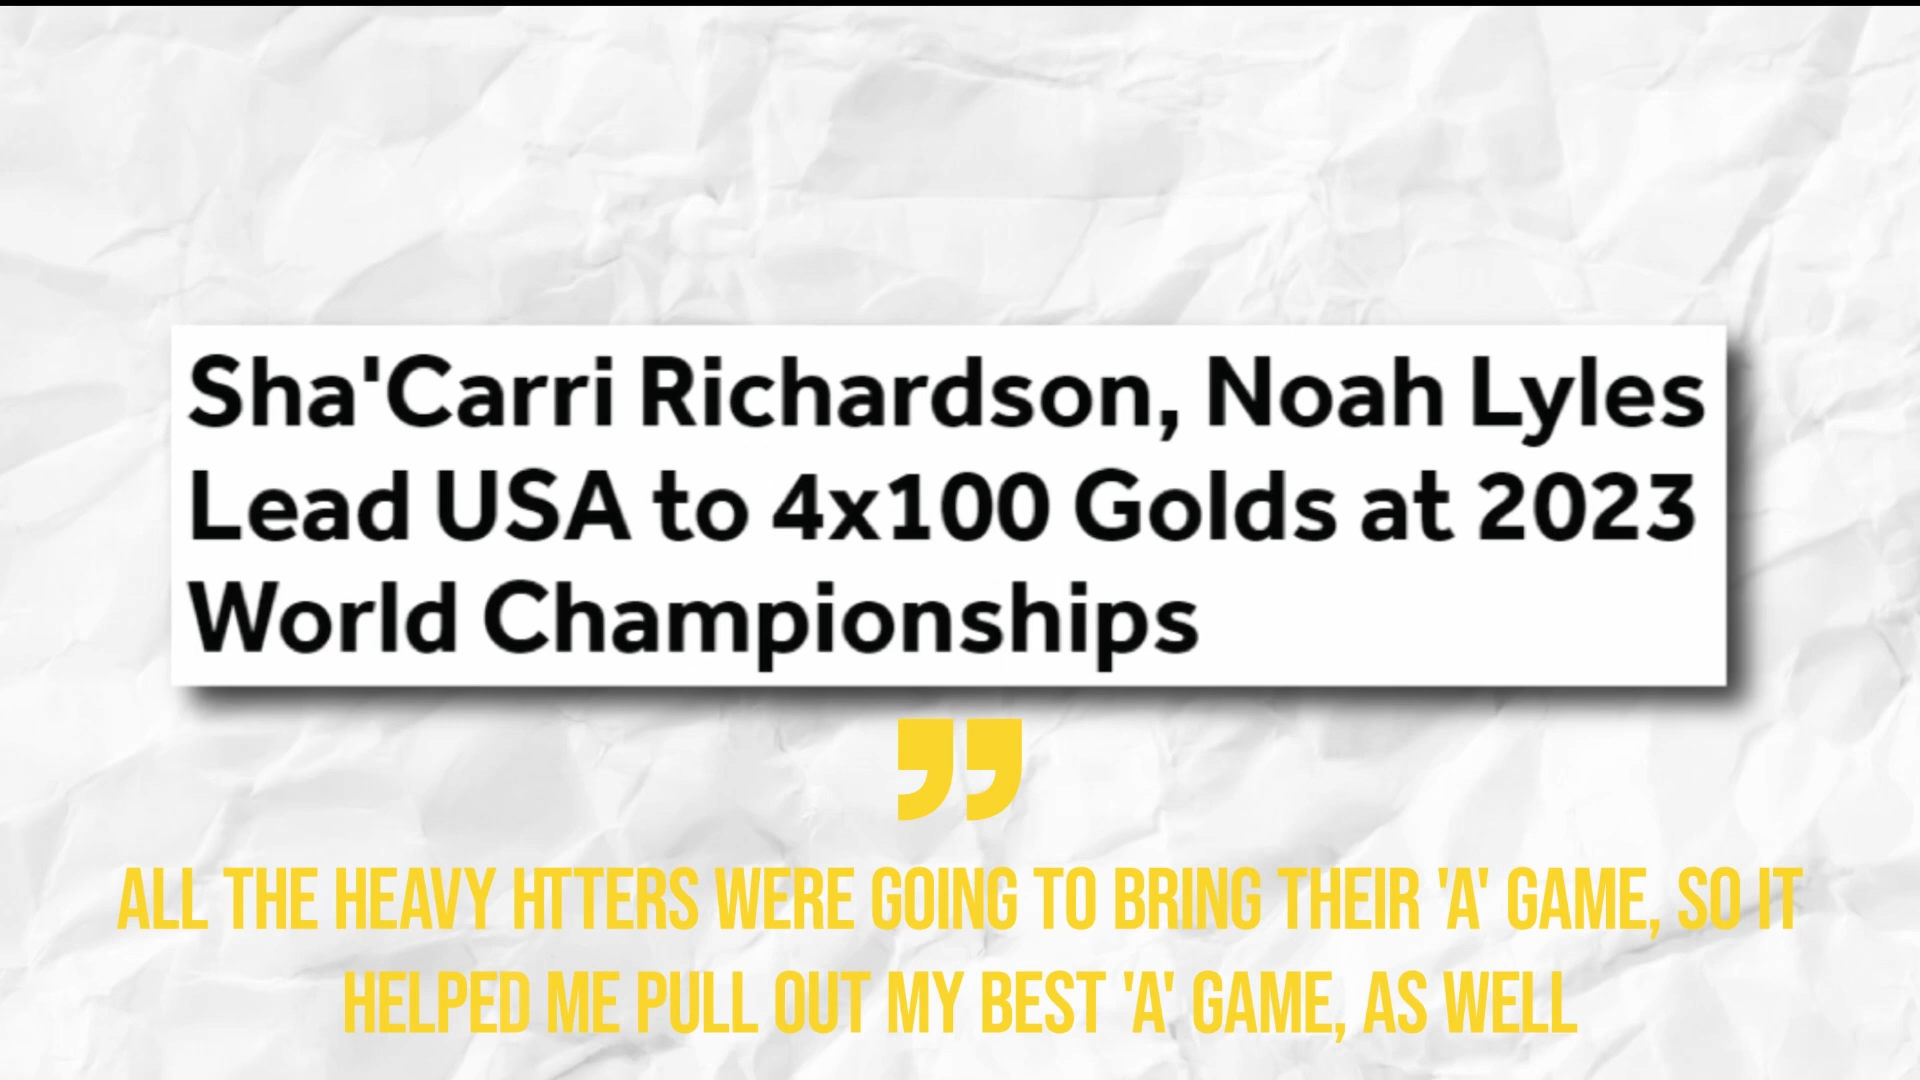 Sha'Carri Richardson, Noah Lyles
Lead USA to 4x100 Golds at 2023
World Championships
”
ALL THE HEAVY HTTERS WERE GOING TO BRING THEIR 'A' GAME, SO IT
HELPED ME PULL OUT MY BEST 'A' GAME, AS WELL